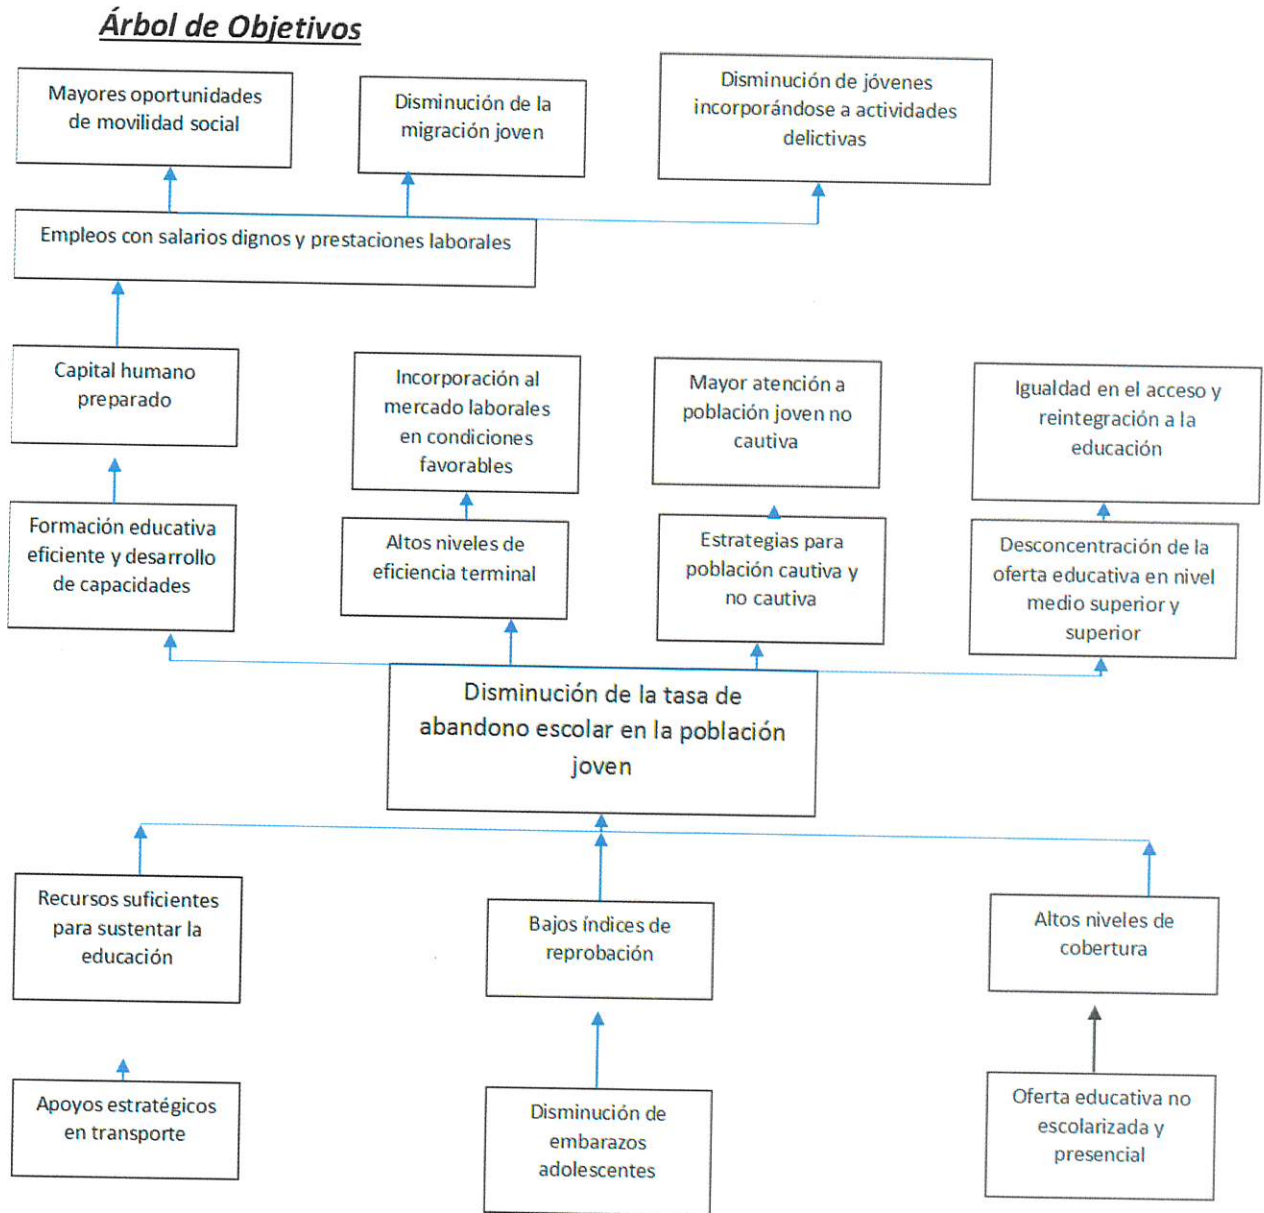 Árbol de Objetivos
Mayores oportunidades
de movilidad social
Disminución de la
migración joven
Disminución de jóvenes
incorporándose a actividades
delictivas
Empleos con salarios dignos y prestaciones laborales
Capital humano
preparado
Incorporación al
mercado laborales
en condiciones
favorables
Mayor atención a
población joven no
cautiva
Igualdad en el acceso y
reintegración a la
educación
Formación educativa
eficiente y desarrollo
de capacidades
Altos niveles de
eficiencia terminal
Estrategias para
población cautiva y
no cautiva
Desconcentración de la
oferta educativa en nivel
medio superior y
superior
Disminución de la tasa de
abandono escolar en la población
joven
Recursos suficientes
para sustentar la
educación
Bajos índices de
reprobación
Altos niveles de
cobertura
Apoyos estratégicos
en transporte
Disminución de
embarazos
adolescentes
Oferta educativa no
escolarizada y
presencial